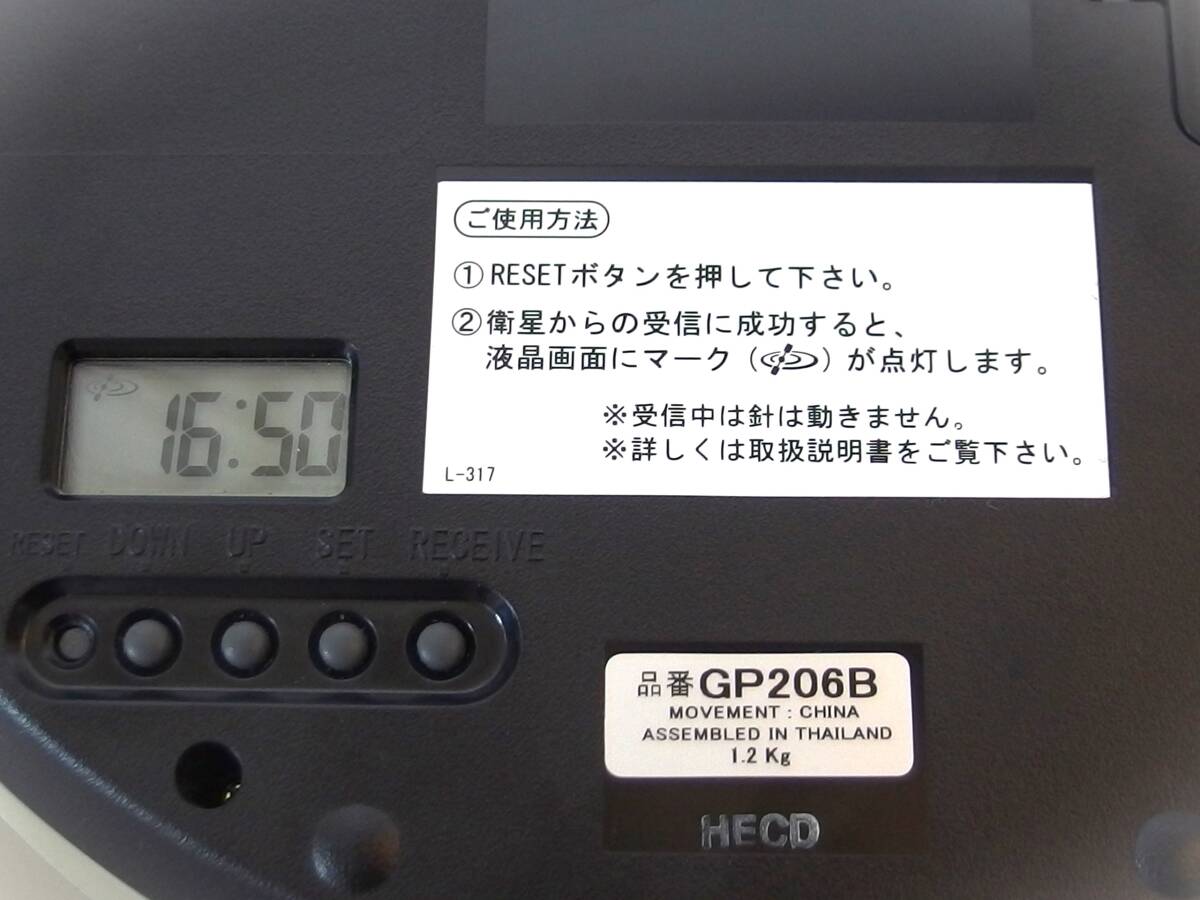 ご使用方法
①RESETボタンを押して下さい。
②衛星からの受信に成功すると、
液晶画面にマーク（）が点灯します。
※受信中は針は動きません。
※詳しくは取扱説明書をご覧下さい。
L-317
16:50
RESET DOWN UP SET RECEIVE
品番GP206B
MOVEMENT : CHINA
ASSEMBLED IN THAILAND
1.2 Kg
HECD